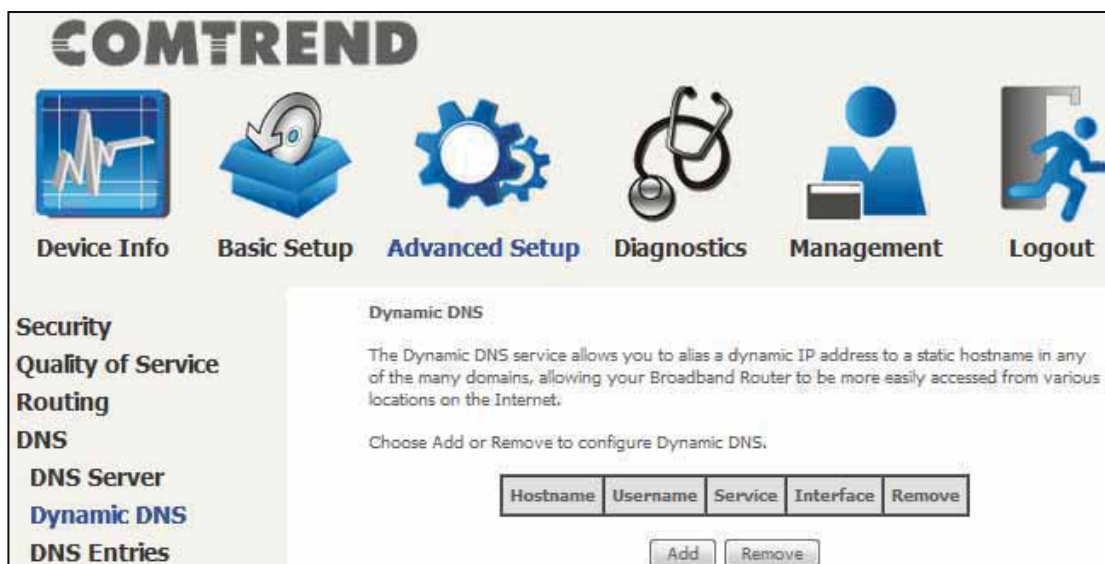 COMTREND
Device Info Basic Setup Advanced Setup Diagnostics Management Logout
Security
Quality of Service
Routing
DNS
DNS Server
Dynamic DNS
DNS Entries
Dynamic DNS
The Dynamic DNS service allows you to alias a dynamic IP address to a static hostname in any
of the many domains, allowing your Broadband Router to be more easily accessed from various
locations on the Internet.
Choose Add or Remove to configure Dynamic DNS.
Hostname Username Service Interface Remove
Add Remove